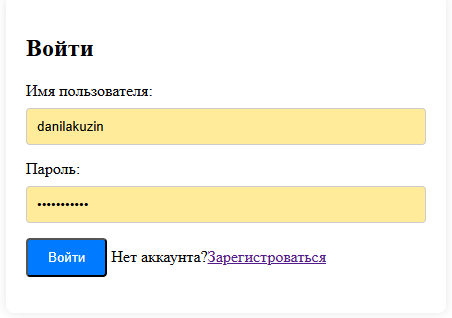 Войти
Имя пользователя:
danilakuzin
Пароль:
•••••••••••
Войти Нет аккаунта?Зарегистроваться